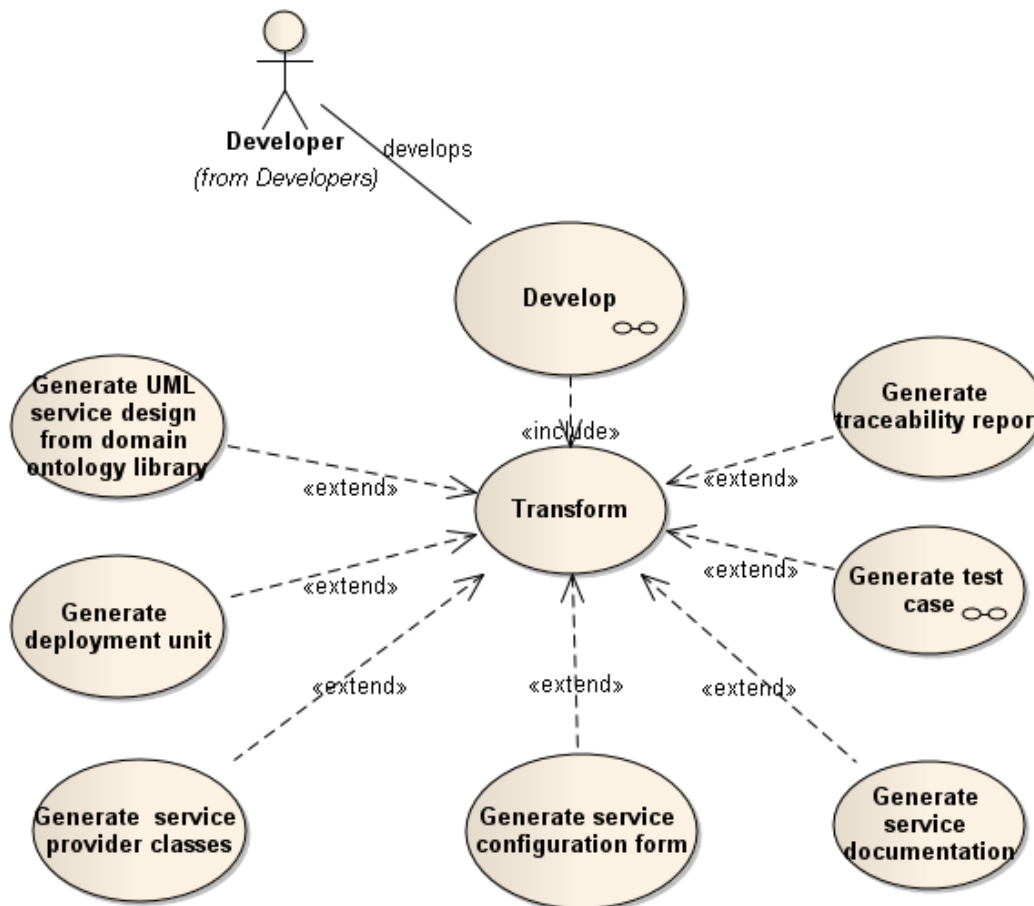 Developer
(from Developers)
develops
Develop
Generate UML
service design
from domain
ontology library
Generate
traceability report
«include»
«extend»
«extend»
Transform
Generate
deployment unit
«extend»
«extend»
Generate test
case
«extend»
«extend»
«extend»
Generate service
provider classes
Generate service
configuration form
Generate
service
documentation